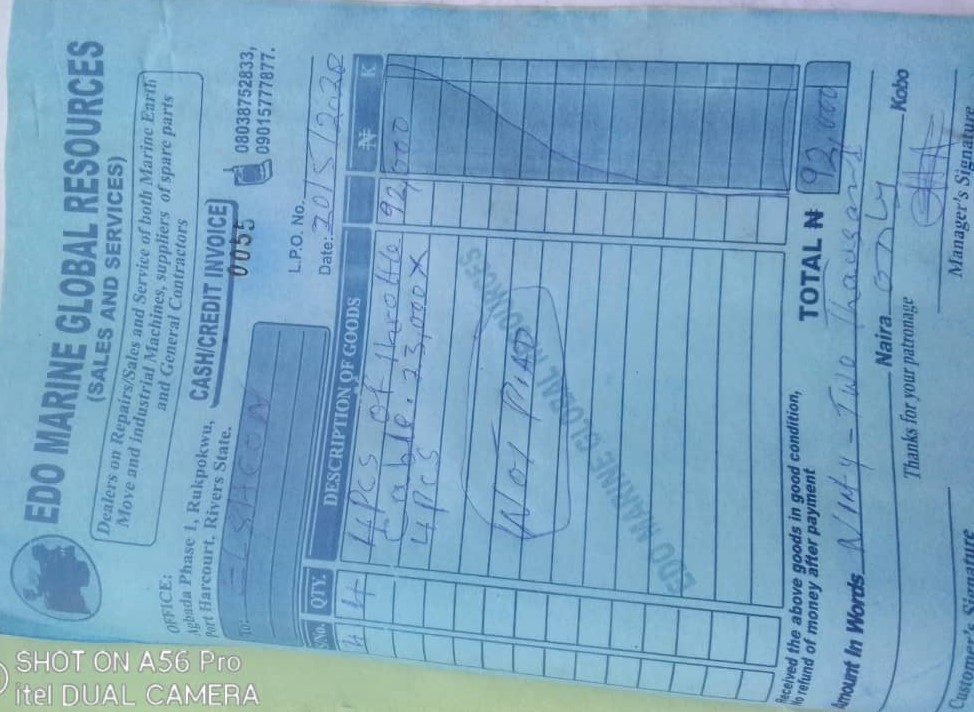 EDO MARINE GLOBAL RESOURCES
(SALES AND SERVICES)
Dealers on Repairs/Sales and Service of both Marine Earth
Move and industrial Machines, suppliers of spare parts
and General Contractors
OFFICE:
Agbada Phase 1, Rukpokwu,
Port Harcourt, Rivers State.
CASH/CREDIT INVOICE
0055
08038752833,
09015777877.
To:
L.P.O. No.
Date: 20/5/2020
S/No. QTY. DESCRIPTION OF GOODS ₦ K
4 4 4 Pcs of throttle 92,000
Cable. 23,000 X
4 Pcs
NOT PIAD
EDO MARINE GLOBAL RESOURCES
Received the above goods in good condition,
No refund of money after payment
TOTAL ₦ 92,000
Amount In Words Ninty - Two Thousand
Naira only Kobo
Thanks for your patronage
Customer's Signature
Manager's Signature
SHOT ON A56 Pro
itel DUAL CAMERA